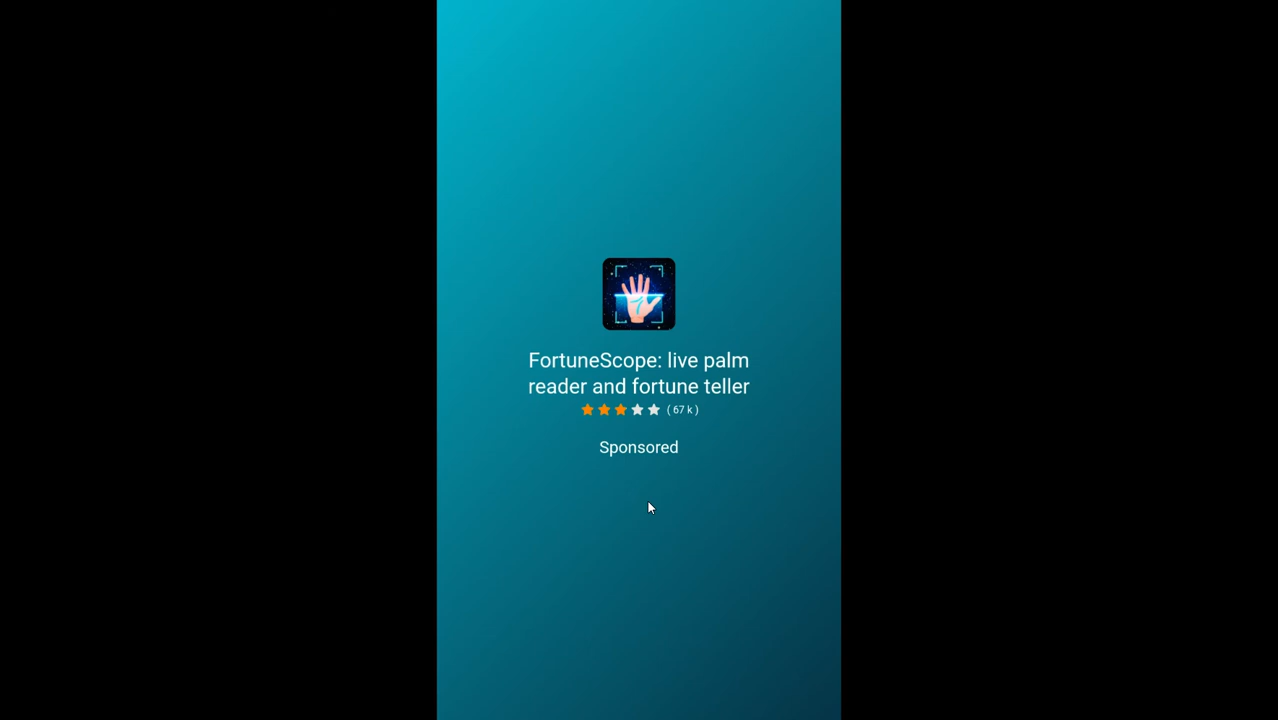 FortuneScope: live palm
reader and fortune teller
( 67 k )
Sponsored